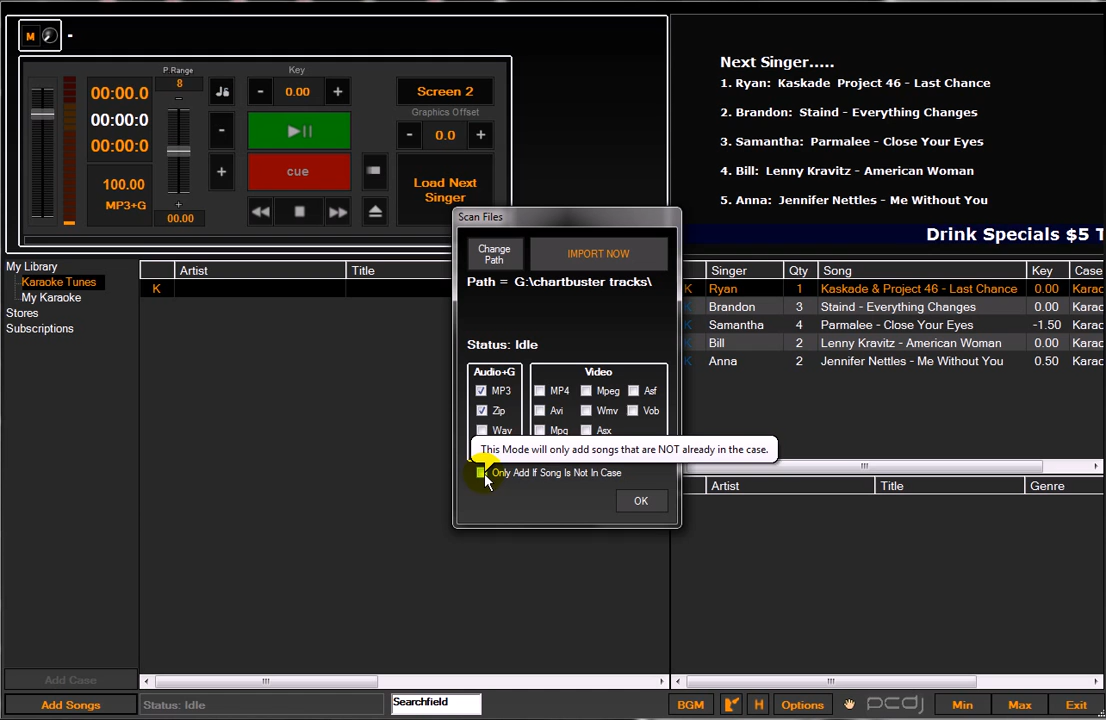 M
-
P Range
8
-
+
00.00
00:00.0
00:00:0
00:00:0
100.00
MP3+G
-
+
Key
-
0.00
+
cue
Screen 2
Graphics Offset
-
0.0
+
Load Next
Singer
Next Singer.....
1. Ryan: Kaskade Project 46 - Last Chance
2. Brandon: Staind - Everything Changes
3. Samantha: Parmalee - Close Your Eyes
4. Bill: Lenny Kravitz - American Woman
5. Anna: Jennifer Nettles - Me Without You
Drink Specials $5 T
My Library
Karaoke Tunes
My Karaoke
Stores
Subscriptions
Artist Title
K
Scan Files
Change
Path
IMPORT NOW
Path = G:\chartbuster tracks\
Status: Idle
Audio+G
MP3
Zip
Wav
Video
MP4 Mpeg Asf
Avi Wmv Vob
Mpg Asx
This Mode will only add songs that are NOT already in the case.
Only Add If Song Is Not In Case
OK
Singer Qty Song Key Case
K Ryan 1 Kaskade & Project 46 - Last Chance 0.00 Karac
K Brandon 3 Staind - Everything Changes 0.00 Karac
K Samantha 4 Parmalee - Close Your Eyes -1.50 Karac
K Bill 2 Lenny Kravitz - American Woman 0.00 Karac
K Anna 2 Jennifer Nettles - Me Without You 0.50 Karac
Artist Title Genre
Add Case
Add Songs
Status: Idle
Searchfield
BGM
H
Options
pcdj
Min
Max
Exit